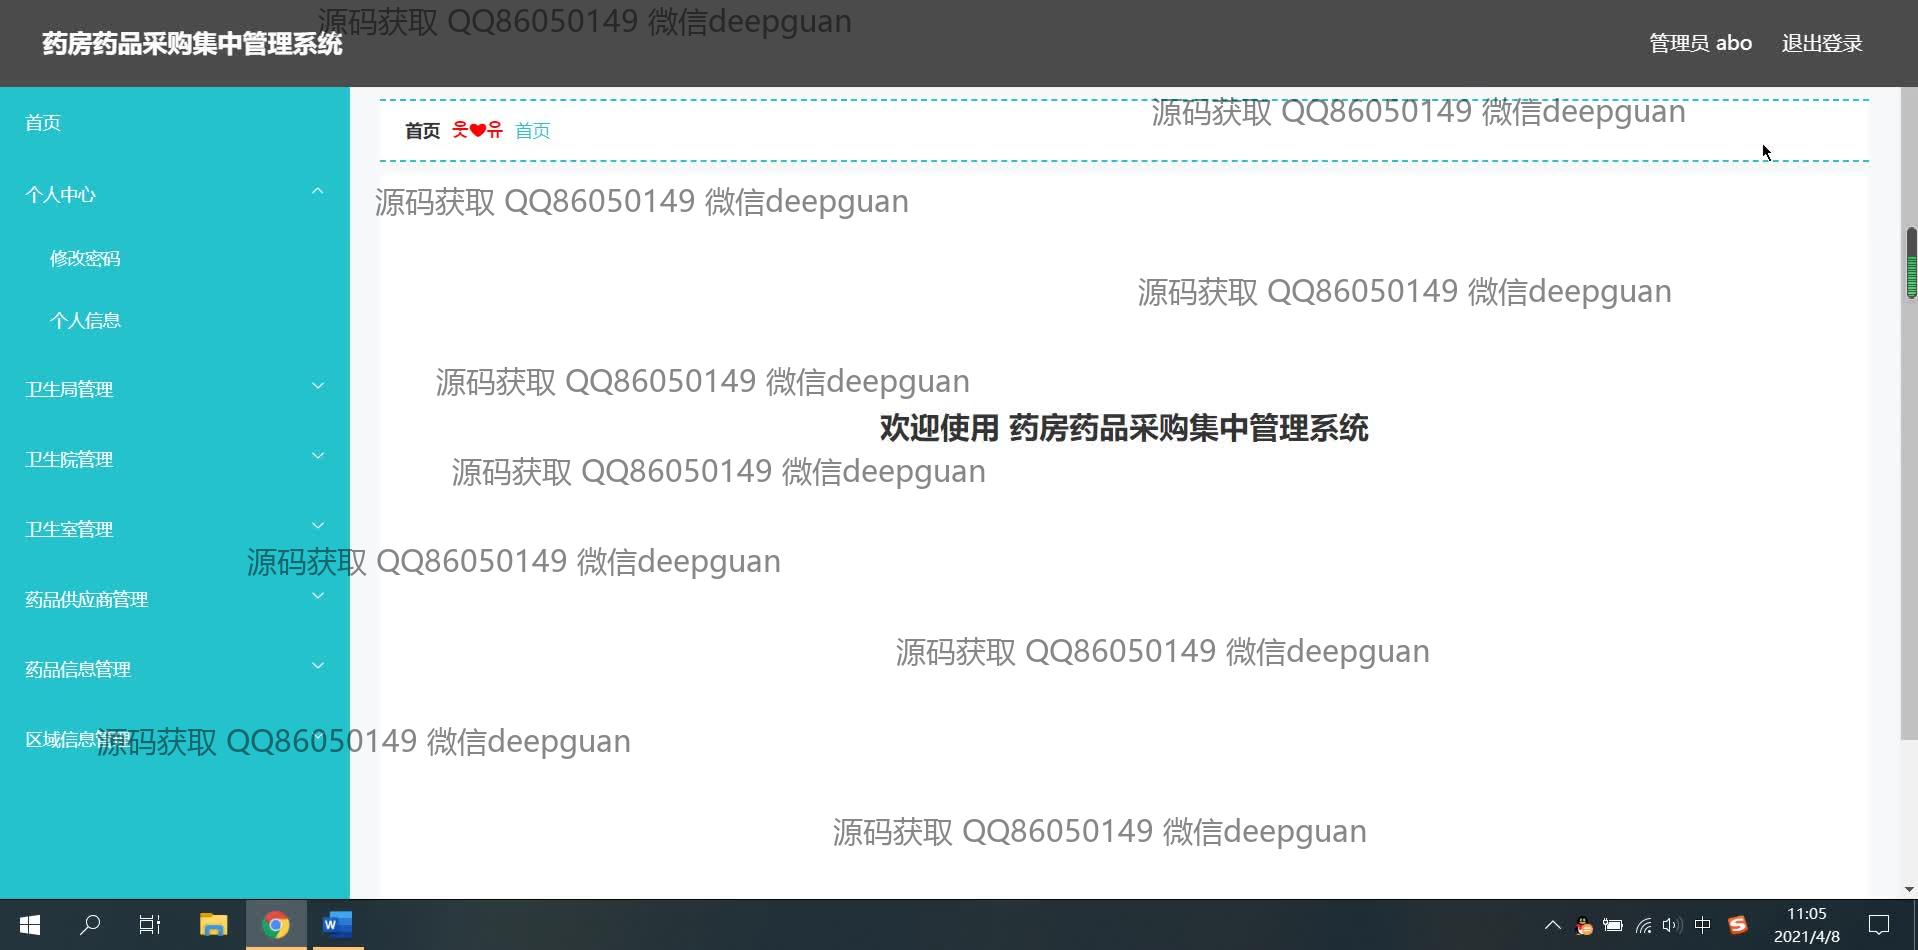 源码获取 QQ86050149 微信deepguan
药房药品采购集中管理系统
管理员 abo 退出登录
首页
源码获取 QQ86050149 微信deepguan
首页 웃❤유 首页
个人中心
源码获取 QQ86050149 微信deepguan
修改密码
源码获取 QQ86050149 微信deepguan
个人信息
卫生局管理
源码获取 QQ86050149 微信deepguan
欢迎使用 药房药品采购集中管理系统
卫生院管理
源码获取 QQ86050149 微信deepguan
卫生室管理
源码获取 QQ86050149 微信deepguan
药品供应商管理
源码获取 QQ86050149 微信deepguan
药品信息管理
区域信息管理
源码获取 QQ86050149 微信deepguan
源码获取 QQ86050149 微信deepguan
中
11:05
2021/4/8